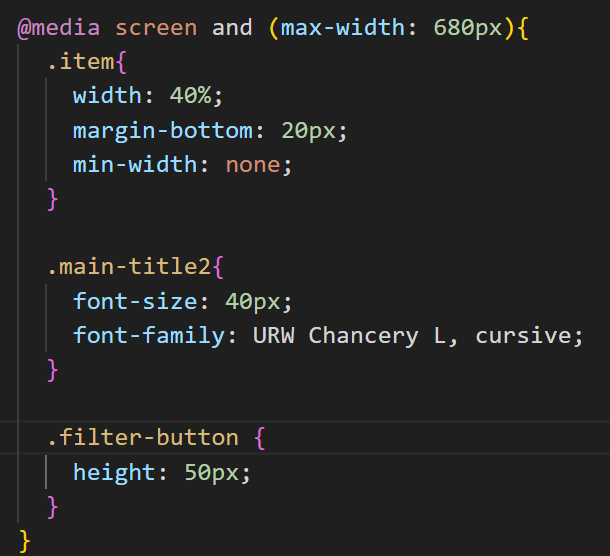 @media screen and (max-width: 680px){
.item{
width: 40%;
margin-bottom: 20px;
min-width: none;
}
.main-title2{
font-size: 40px;
font-family: URW Chancery L, cursive;
}
.filter-button {
height: 50px;
}
}